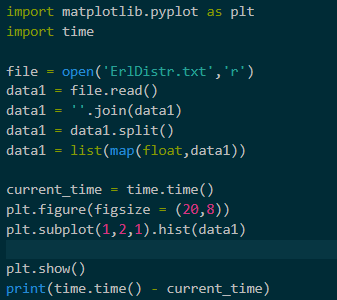 import matplotlib.pyplot as plt
import time
file = open('ErlDistr.txt','r')
data1 = file.read()
data1 = ''.join(data1)
data1 = data1.split()
data1 = list(map(float,data1))
current_time = time.time()
plt.figure(figsize = (20,8))
plt.subplot(1,2,1).hist(data1)
plt.show()
print(time.time() - current_time)